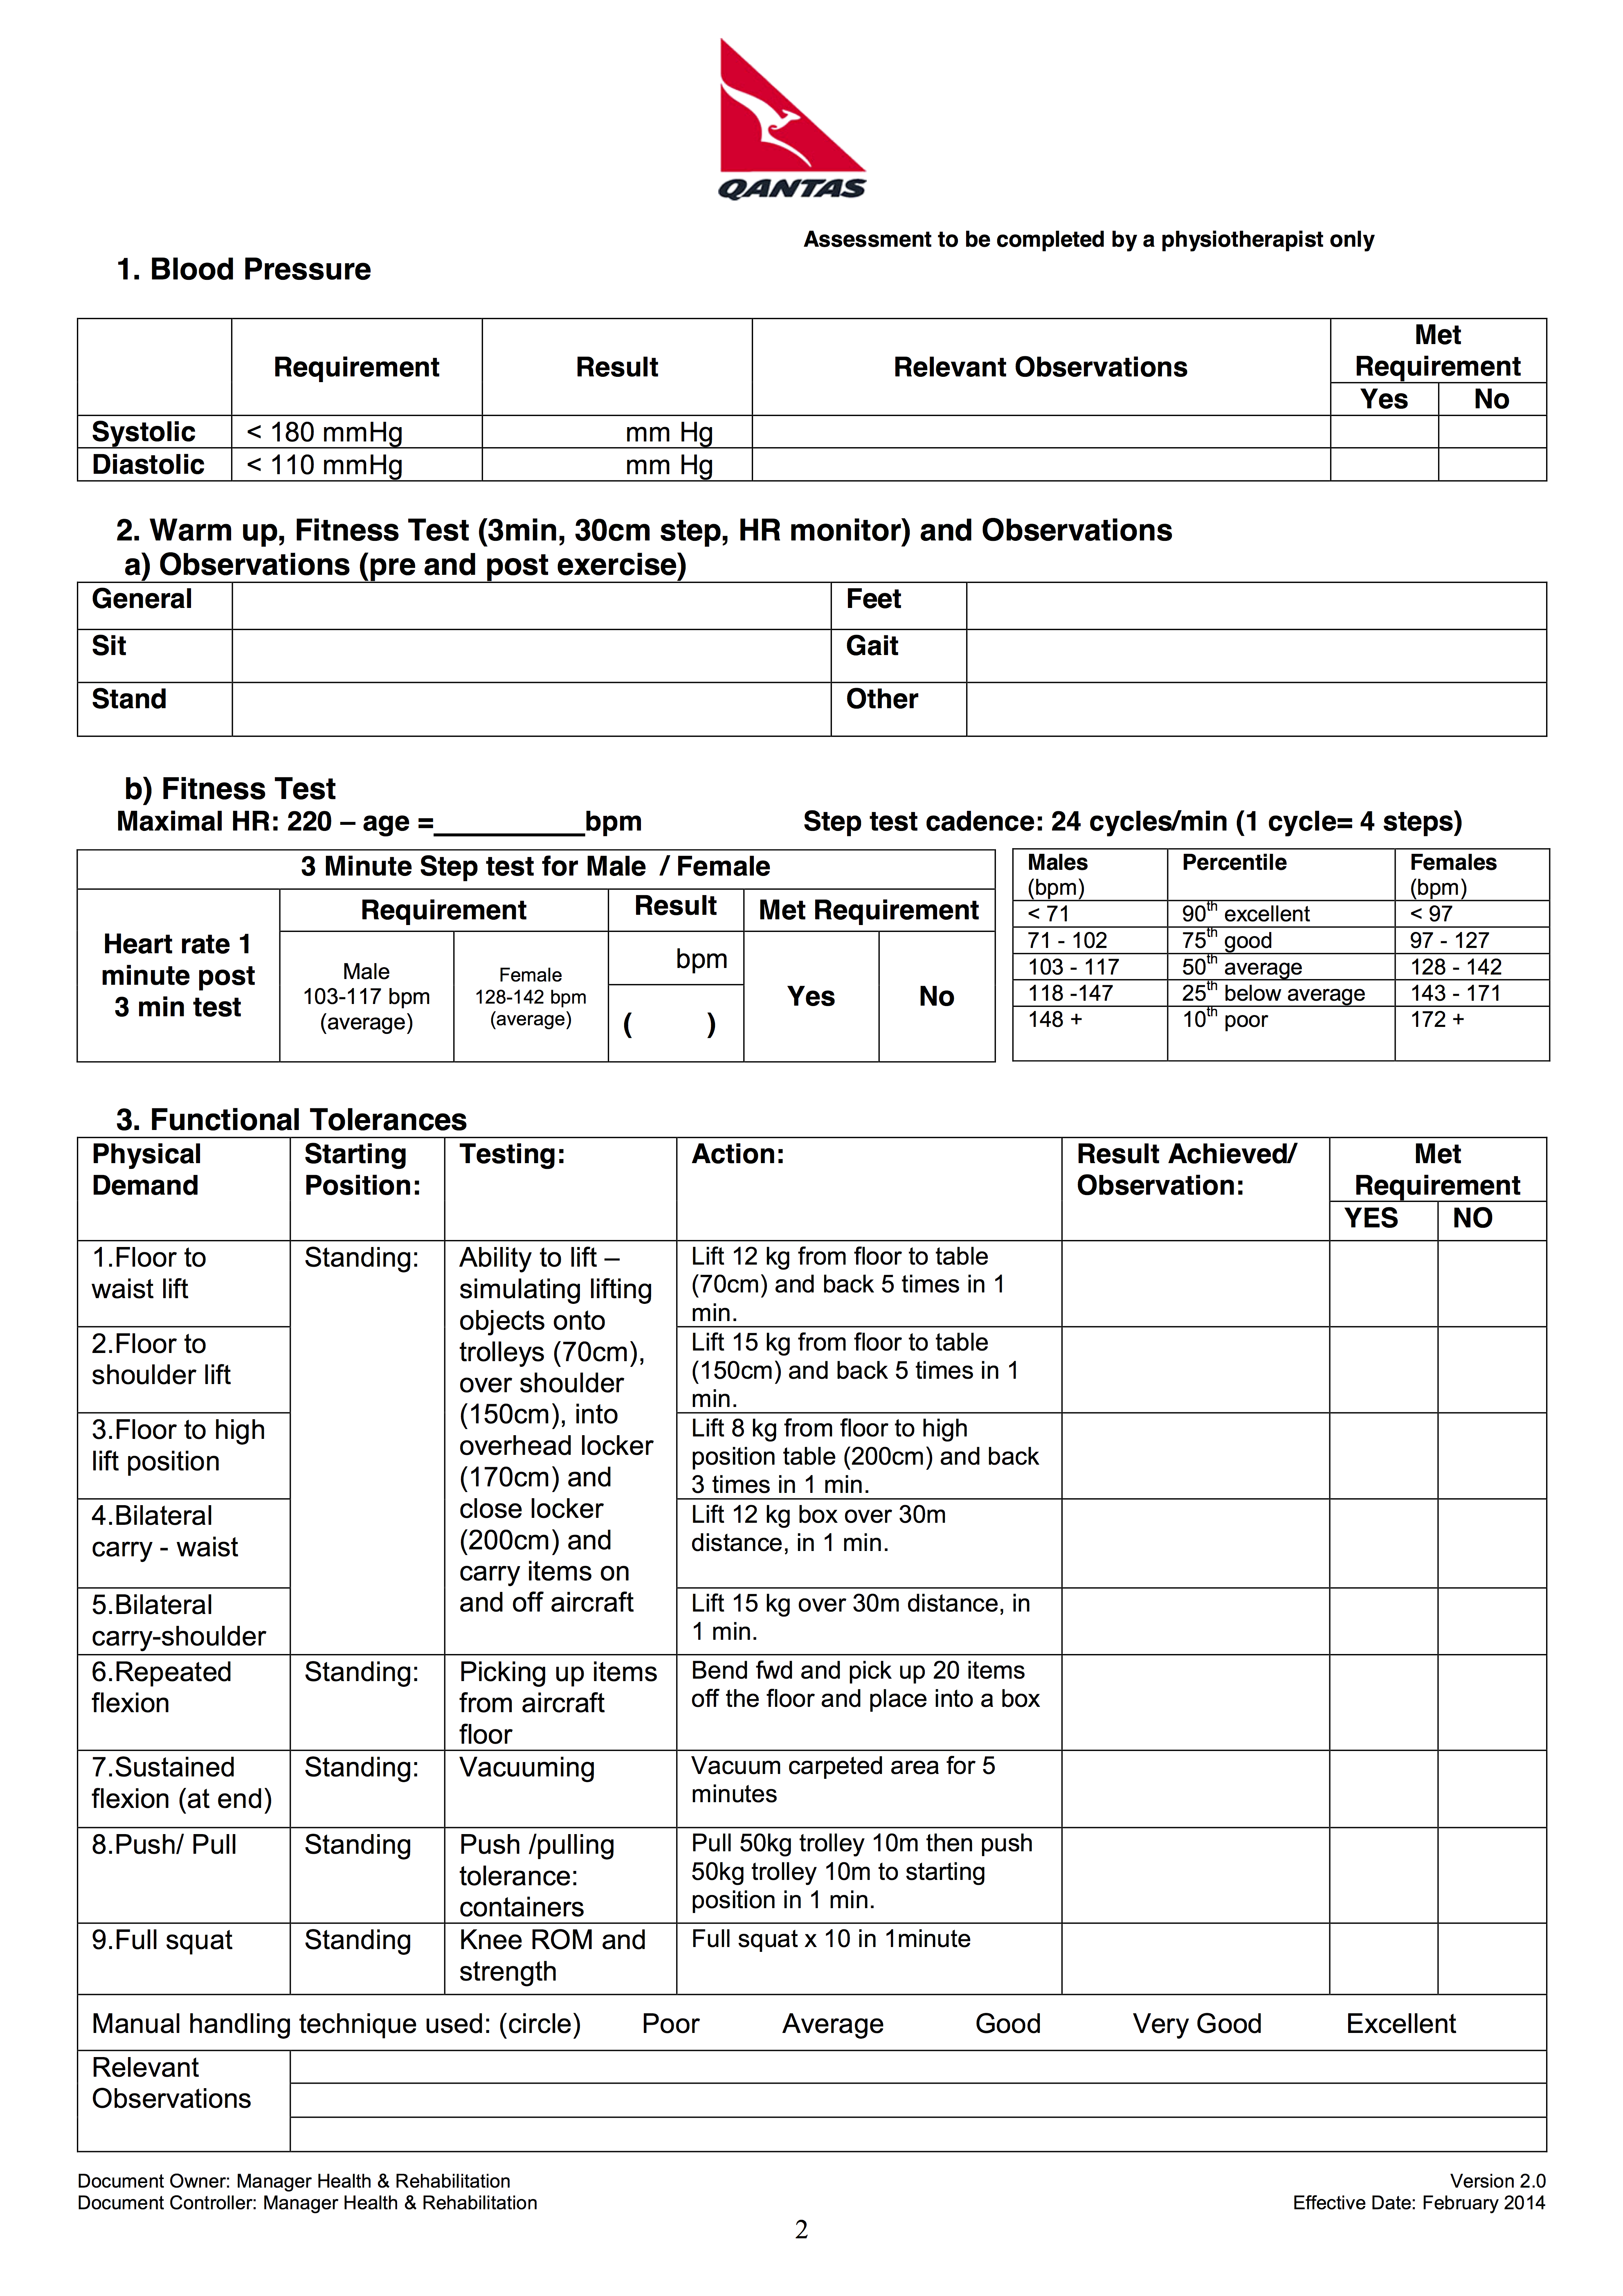 QANTAS
Assessment to be completed by a physiotherapist only
1. Blood Pressure
Requirement Result Relevant Observations Met Requirement
Yes No
Systolic < 180 mmHg mm Hg
Diastolic < 110 mmHg mm Hg
2. Warm up, Fitness Test (3min, 30cm step, HR monitor) and Observations
a) Observations (pre and post exercise)
General Feet
Sit Gait
Stand Other
b) Fitness Test
Maximal HR: 220 – age =__________bpm Step test cadence: 24 cycles/min (1 cycle= 4 steps)
3 Minute Step test for Male / Female
Heart rate 1
minute post
3 min test
Requirement Result Met Requirement
Male
103-117 bpm
(average)
Female
128-142 bpm
(average)
bpm
( )
Yes No
Males
(bpm)
Percentile
Females
(bpm)
< 71 90th excellent < 97
71 - 102 75th good 97 - 127
103 - 117 50th average 128 - 142
118 -147 25th below average 143 - 171
148 + 10th poor 172 +
3. Functional Tolerances
Physical
Demand
Starting
Position:
Testing:
Action:
Result Achieved/
Observation:
Met
Requirement
YES NO
1.Floor to
waist lift
Standing:
Ability to lift –
simulating lifting
objects onto
trolleys (70cm),
over shoulder
(150cm), into
overhead locker
(170cm) and
close locker
(200cm) and
carry items on
and off aircraft
Lift 12 kg from floor to table
(70cm) and back 5 times in 1
min.
2.Floor to
shoulder lift
Lift 15 kg from floor to table
(150cm) and back 5 times in 1
min.
3.Floor to high
lift position
Lift 8 kg from floor to high
position table (200cm) and back
3 times in 1 min.
4.Bilateral
carry - waist
Lift 12 kg box over 30m
distance, in 1 min.
5.Bilateral
carry-shoulder
Lift 15 kg over 30m distance, in
1 min.
6.Repeated
flexion
Standing:
Picking up items
from aircraft
floor
Bend fwd and pick up 20 items
off the floor and place into a box
7.Sustained
flexion (at end)
Standing:
Vacuuming
Vacuum carpeted area for 5
minutes
8.Push/ Pull
Standing
Push /pulling
tolerance:
containers
Pull 50kg trolley 10m then push
50kg trolley 10m to starting
position in 1 min.
9.Full squat
Standing
Knee ROM and
strength
Full squat x 10 in 1minute
Manual handling technique used: (circle) Poor Average Good Very Good Excellent
Relevant
Observations
Document Owner: Manager Health & Rehabilitation Version 2.0
Document Controller: Manager Health & Rehabilitation Effective Date: February 2014
2